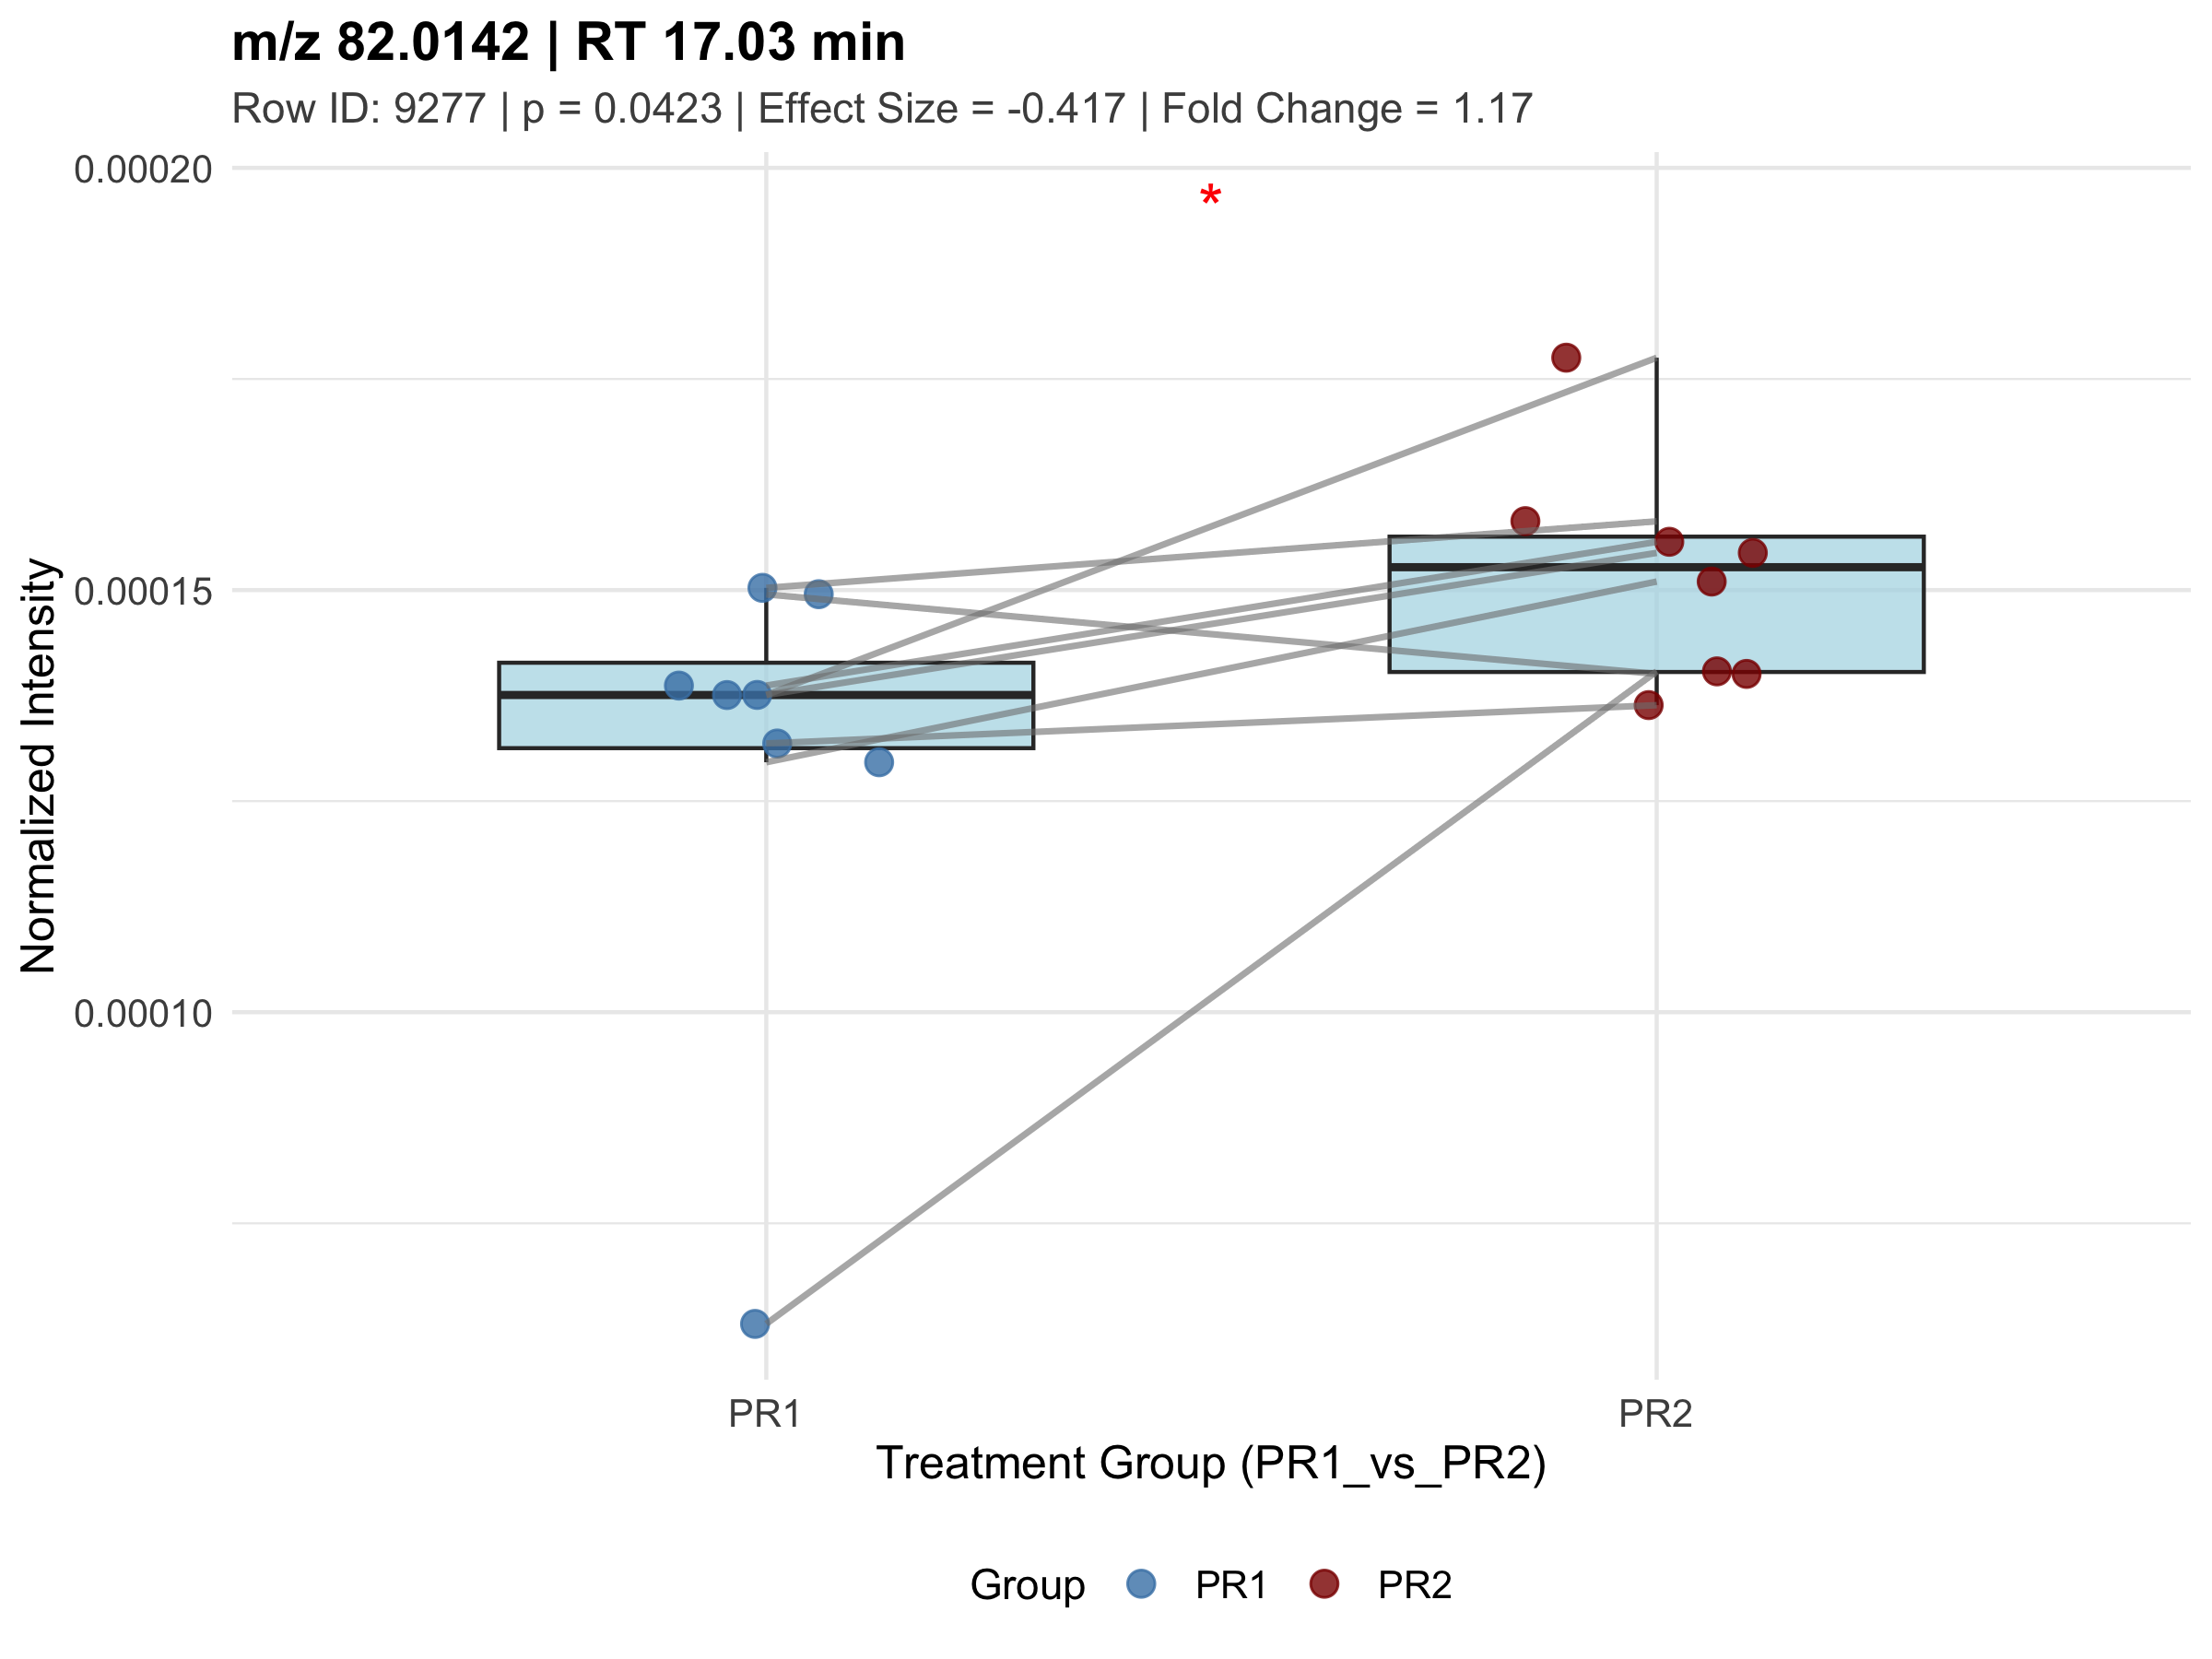 m/z 82.0142 | RT 17.03 min
Row ID: 9277 | p = 0.0423 | Effect Size = -0.417 | Fold Change = 1.17
0.00020
*
0.00015
0.00010
Normalized Intensity
PR1 PR2
Treatment Group (PR1_vs_PR2)
Group PR1 PR2